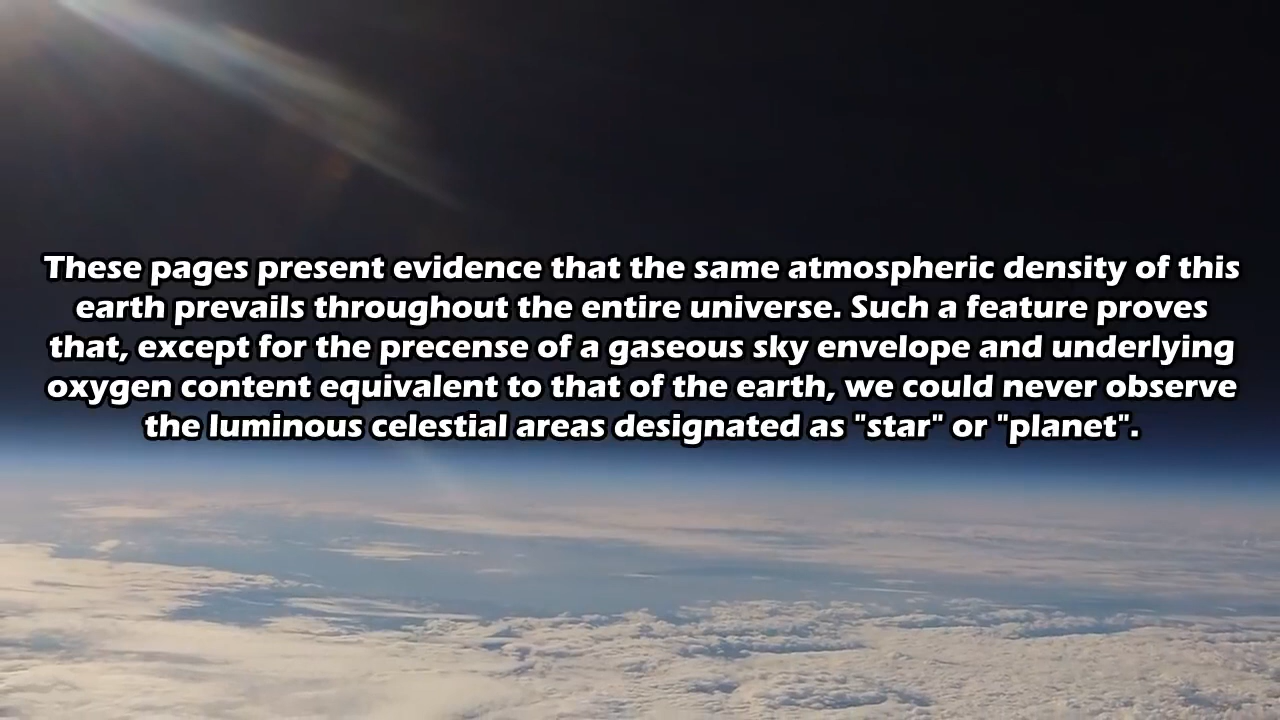 These pages present evidence that the same atmospheric density of this
earth prevails throughout the entire universe. Such a feature proves
that, except for the precense of a gaseous sky envelope and underlying
oxygen content equivalent to that of the earth, we could never observe
the luminous celestial areas designated as "star" or "planet".